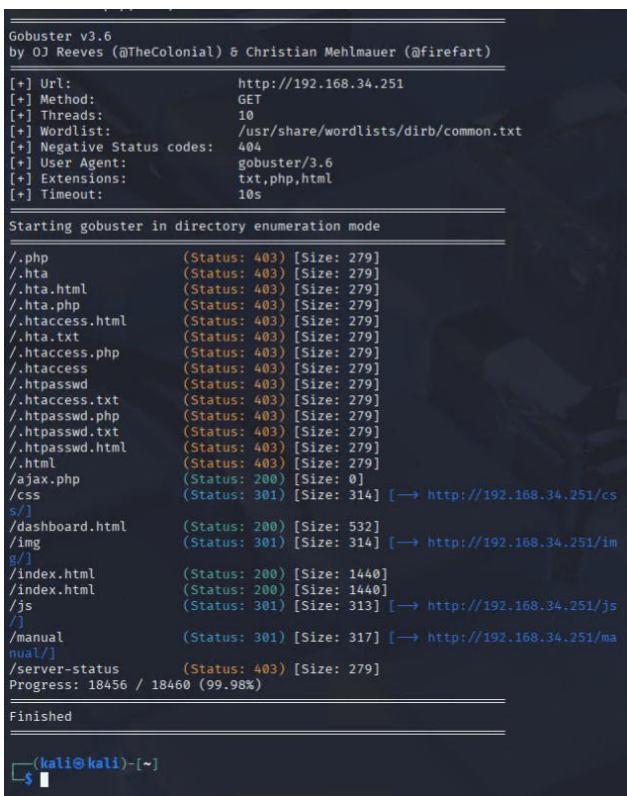 Gobuster v3.6
by OJ Reeves (@TheColonial) & Christian Mehlmauer (@firefart)
[+] Url: http://192.168.34.251
[+] Method: GET
[+] Threads: 10
[+] Wordlist: /usr/share/wordlists/dirb/common.txt
[+] Negative Status codes: 404
[+] User Agent: gobuster/3.6
[+] Extensions: txt,php,html
[+] Timeout: 10s
Starting gobuster in directory enumeration mode
/.php (Status: 403) [Size: 279]
/.hta (Status: 403) [Size: 279]
/.hta.html (Status: 403) [Size: 279]
/.hta.php (Status: 403) [Size: 279]
/.htaccess.html (Status: 403) [Size: 279]
/.hta.txt (Status: 403) [Size: 279]
/.htaccess.php (Status: 403) [Size: 279]
/.htaccess (Status: 403) [Size: 279]
/.htpasswd (Status: 403) [Size: 279]
/.htaccess.txt (Status: 403) [Size: 279]
/.htpasswd.php (Status: 403) [Size: 279]
/.htpasswd.txt (Status: 403) [Size: 279]
/.htpasswd.html (Status: 403) [Size: 279]
/.html (Status: 403) [Size: 279]
/ajax.php (Status: 200) [Size: 0]
/css (Status: 301) [Size: 314] [--> http://192.168.34.251/cs
s/]
/dashboard.html (Status: 200) [Size: 532]
/img (Status: 301) [Size: 314] [--> http://192.168.34.251/im
g/]
/index.html (Status: 200) [Size: 1440]
/index.html (Status: 200) [Size: 1440]
/js (Status: 301) [Size: 313] [--> http://192.168.34.251/js
/]
/manual (Status: 301) [Size: 317] [--> http://192.168.34.251/ma
nual/]
/server-status (Status: 403) [Size: 279]
Progress: 18456 / 18460 (99.98%)
Finished
┌──(kali㉿kali)-[~]
└─$